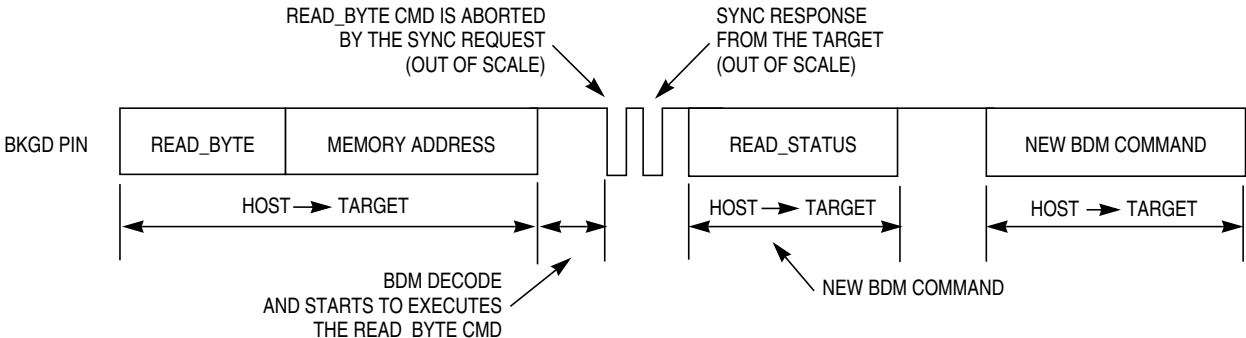 READ_BYTE CMD IS ABORTED
BY THE SYNC REQUEST
(OUT OF SCALE)
SYNC RESPONSE
FROM THE TARGET
(OUT OF SCALE)
BKGD PIN
READ_BYTE
MEMORY ADDRESS
READ_STATUS
NEW BDM COMMAND
HOST TARGET
HOST TARGET
HOST TARGET
BDM DECODE
AND STARTS TO EXECUTES
THE READ_BYTE CMD
NEW BDM COMMAND